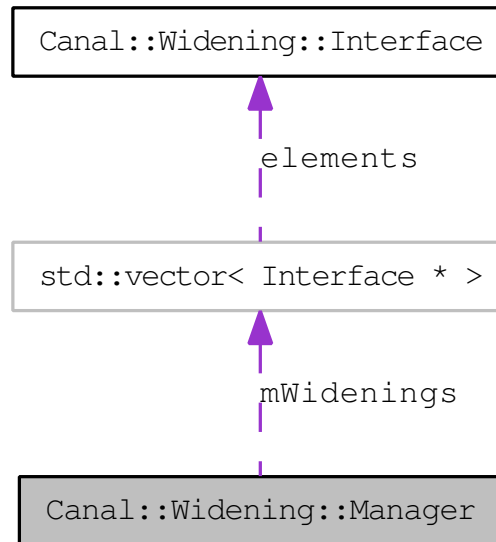 Canal::Widening::Interface
elements
std::vector< Interface * >
mWidenings
Canal::Widening::Manager